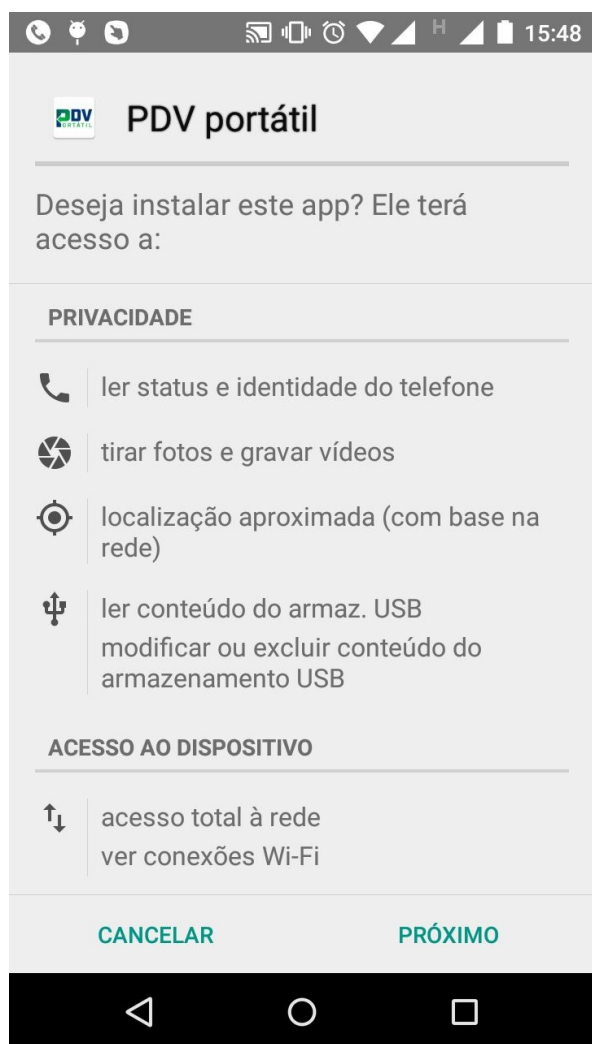 H 15:48
PDV PORTÁTIL
PDV portátil
Deseja instalar este app? Ele terá
acesso a:
PRIVACIDADE
ler status e identidade do telefone
tirar fotos e gravar vídeos
localização aproximada (com base na
rede)
ler conteúdo do armaz. USB
modificar ou excluir conteúdo do
armazenamento USB
ACESSO AO DISPOSITIVO
acesso total à rede
ver conexões Wi-Fi
CANCELAR PRÓXIMO